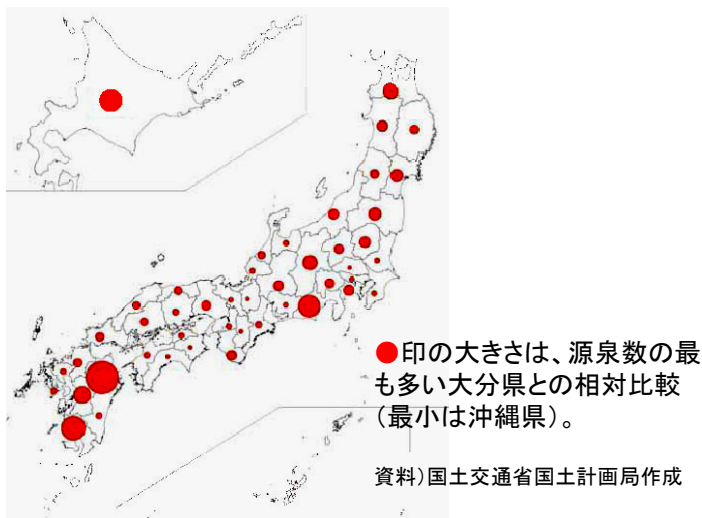 ●印の大きさは、源泉数の最
も多い大分県との相対比較
（最小は沖縄県）。
資料）国土交通省国土計画局作成